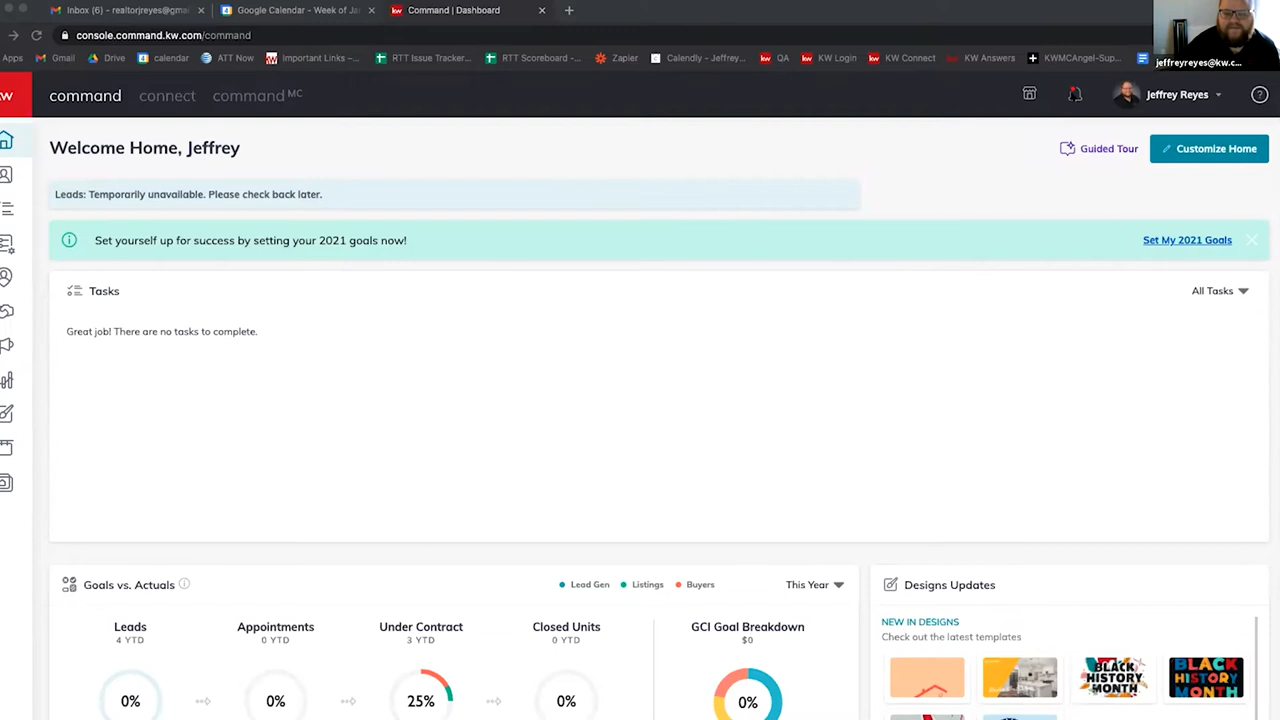 Inbox (6) - realtorjreyes@gmai
Google Calendar - Week of Jan
Command | Dashboard
console.command.kw.com/command
jeffreyreyes@kw.c...
Apps
Gmail
Drive
calendar
ATT Now
Important Links -...
RTT Issue Tracker...
RTT Scoreboard -...
Zapier
Calendly - Jeffrey...
QA
KW Login
KW Connect
KW Answers
KWMCAngel-Sup...
kw
command
connect
command MC
Jeffrey Reyes
Welcome Home, Jeffrey
Guided Tour
Customize Home
Leads: Temporarily unavailable. Please check back later.
Set yourself up for success by setting your 2021 goals now!
Set My 2021 Goals
Tasks
All Tasks
Great job! There are no tasks to complete.
Goals vs. Actuals
Lead Gen
Listings
Buyers
This Year
Leads
4 YTD
0%
Appointments
0 YTD
0%
Under Contract
3 YTD
25%
Closed Units
0 YTD
0%
GCI Goal Breakdown
$0
0%
Designs Updates
NEW IN DESIGNS
Check out the latest templates
BLACK
HISTORY
MONTH
BLACK
HISTORY
MONTH